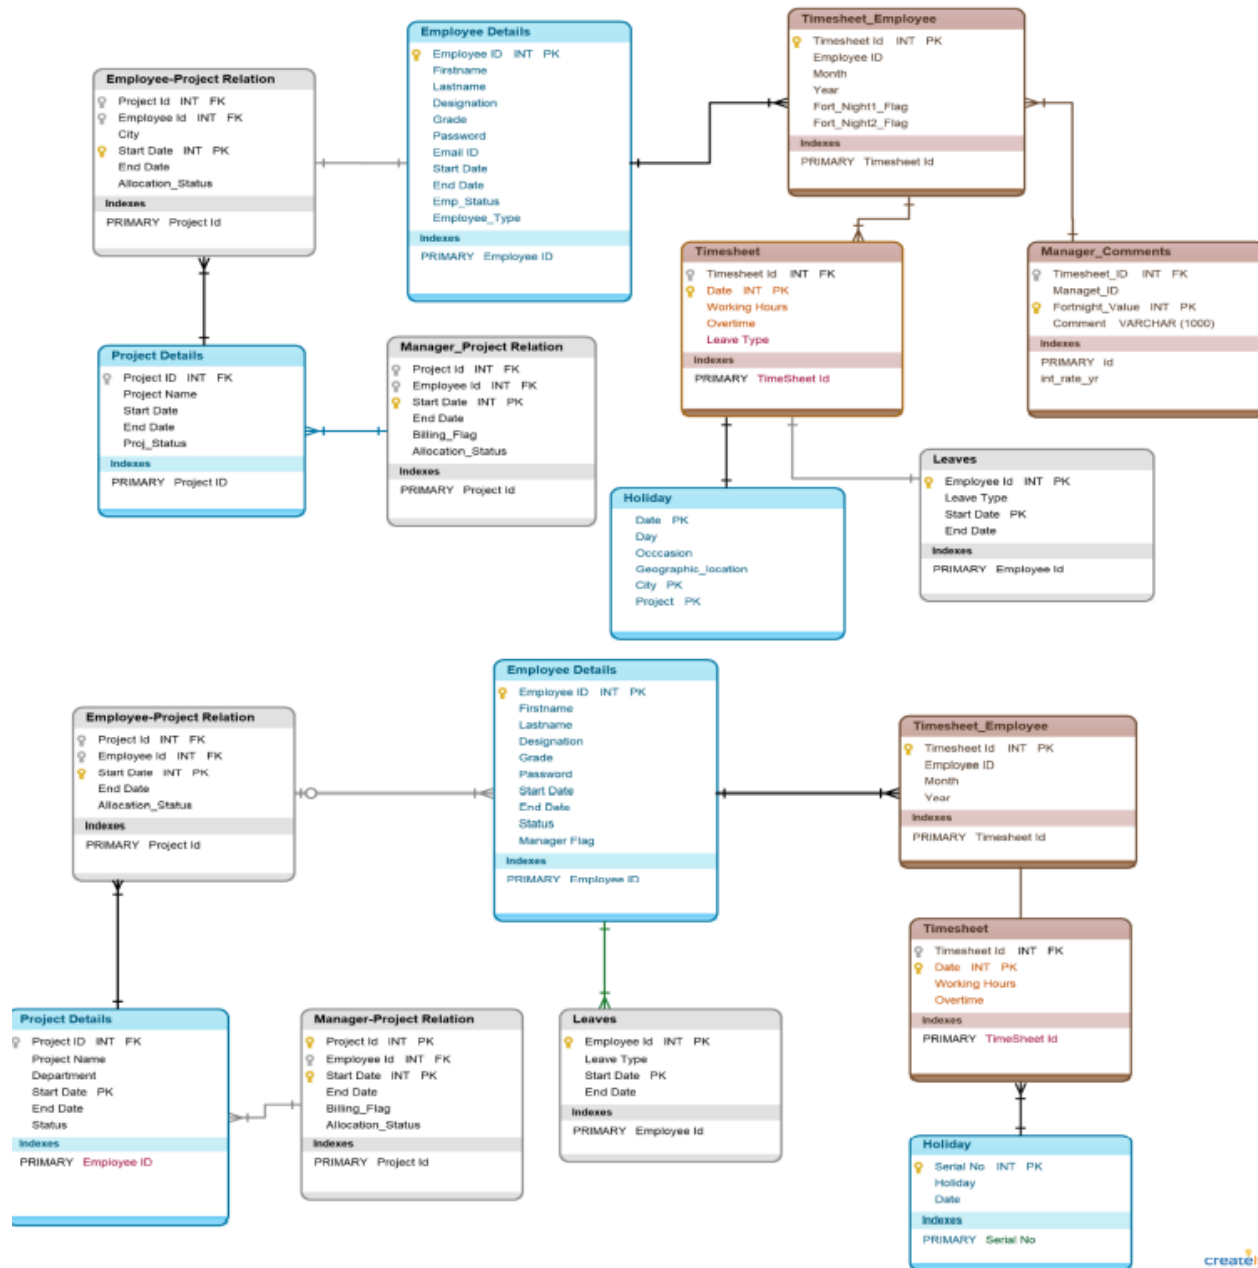 Employee Details
Employee ID INT PK
Firstname
Lastname
Designation
Grade
Password
Email ID
Start Date
End Date
Emp_Status
Employee_Type
Indexes
PRIMARY Employee ID
Timesheet_Employee
Timesheet Id INT PK
Employee ID
Month
Year
Fort_Night1_Flag
Fort_Night2_Flag
Indexes
PRIMARY Timesheet Id
Employee-Project Relation
Project Id INT FK
Employee Id INT FK
City
Start Date INT PK
End Date
Allocation_Status
Indexes
PRIMARY Project Id
Timesheet
Timesheet Id INT FK
Date INT PK
Working Hours
Overtime
Leave Type
Indexes
PRIMARY TimeSheet Id
Manager_Comments
Timesheet_ID INT FK
Managet_ID
Fortnight_Value INT PK
Comment VARCHAR (1000)
Indexes
PRIMARY id
int_rate_yr
Project Details
Project ID INT FK
Project Name
Start Date
End Date
Proj_Status
Indexes
PRIMARY Project ID
Manager_Project Relation
Project Id INT FK
Employee Id INT FK
Start Date INT PK
End Date
Billing_Flag
Allocation_Status
Indexes
PRIMARY Project Id
Holiday
Date PK
Day
Occcasion
Geographic_location
City PK
Project PK
Leaves
Employee Id INT PK
Leave Type
Start Date PK
End Date
Indexes
PRIMARY Employee Id
Employee Details
Employee ID INT PK
Firstname
Lastname
Designation
Grade
Password
Start Date
End Date
Status
Manager Flag
Indexes
PRIMARY Employee ID
Employee-Project Relation
Project Id INT FK
Employee Id INT FK
Start Date INT PK
End Date
Allocation_Status
Indexes
PRIMARY Project Id
Timesheet_Employee
Timesheet Id INT PK
Employee ID
Month
Year
Indexes
PRIMARY Timesheet Id
Timesheet
Timesheet Id INT FK
Date INT PK
Working Hours
Overtime
Indexes
PRIMARY TimeSheet Id
Project Details
Project ID INT FK
Project Name
Department
Start Date PK
End Date
Status
Indexes
PRIMARY Employee ID
Manager-Project Relation
Project Id INT PK
Employee Id INT FK
Start Date INT PK
End Date
Billing_Flag
Allocation_Status
Indexes
PRIMARY Project Id
Leaves
Employee Id INT PK
Leave Type
Start Date PK
End Date
Indexes
PRIMARY Employee Id
Holiday
Serial No INT PK
Holiday
Date
Indexes
PRIMARY Serial No